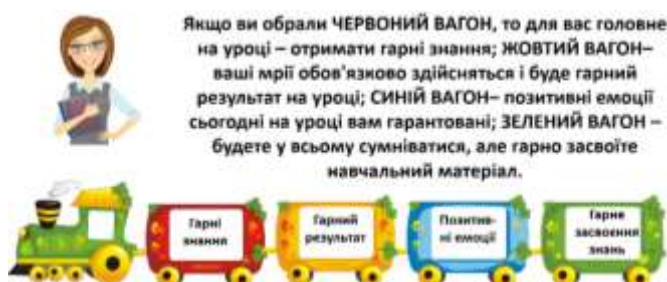 Якщо ви обрали ЧЕРВОНИЙ ВАГОН, то для вас головне
на уроці – отримати гарні знання; ЖОВТИЙ ВАГОН–
ваші мрії обов'язково здійсняться і буде гарний
результат на уроці; СИНІЙ ВАГОН– позитивні емоції
сьогодні на уроці вам гарантовані; ЗЕЛЕНИЙ ВАГОН –
будете у всьому сумніватися, але гарно засвоїте
навчальний матеріал.
Гарні
знання
Гарний
результат
Позитив-
ні емоції
Гарне
засвоєння
знань